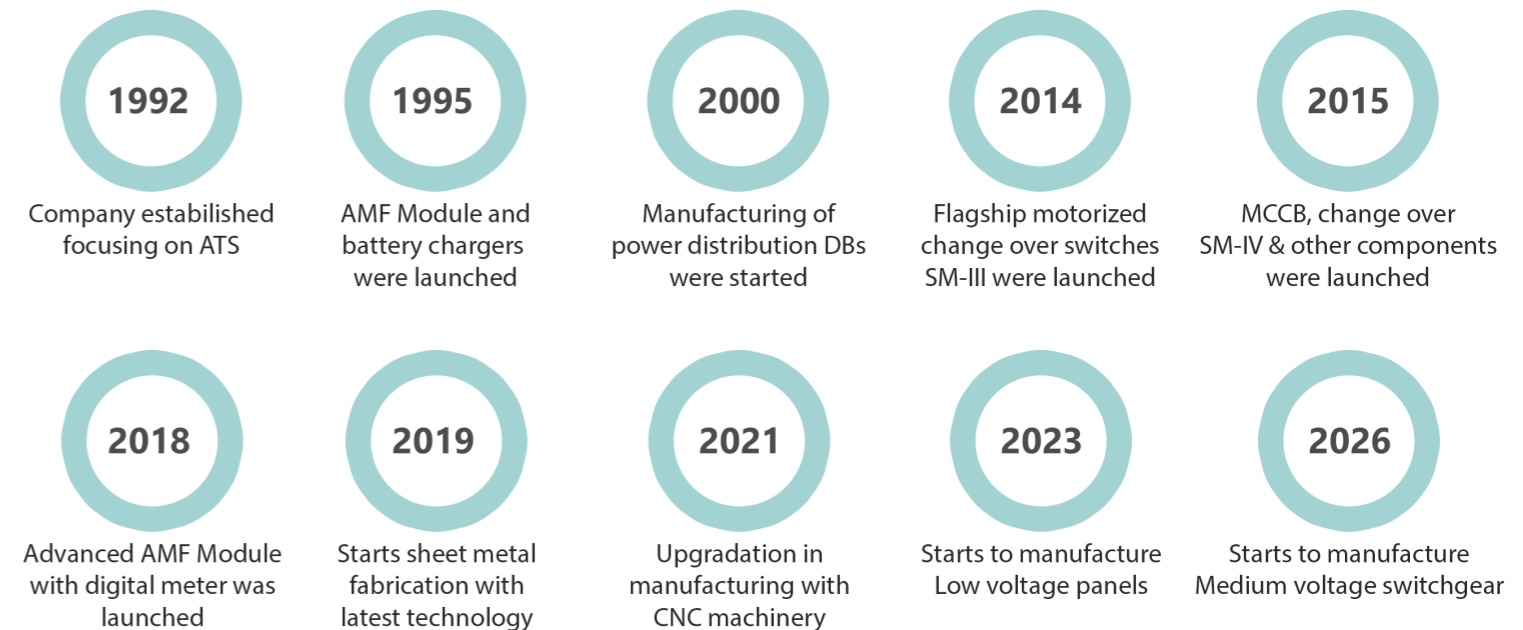 1992
Company estabilished
focusing on ATS
1995
AMF Module and
battery chargers
were launched
2000
Manufacturing of
power distribution DBs
were started
2014
Flagship motorized
change over switches
SM-III were launched
2015
MCCB, change over
SM-IV & other components
were launched
2018
Advanced AMF Module
with digital meter was
launched
2019
Starts sheet metal
fabrication with
latest technology
2021
Upgradation in
manufacturing with
CNC machinery
2023
Starts to manufacture
Low voltage panels
2026
Starts to manufacture
Medium voltage switchgear